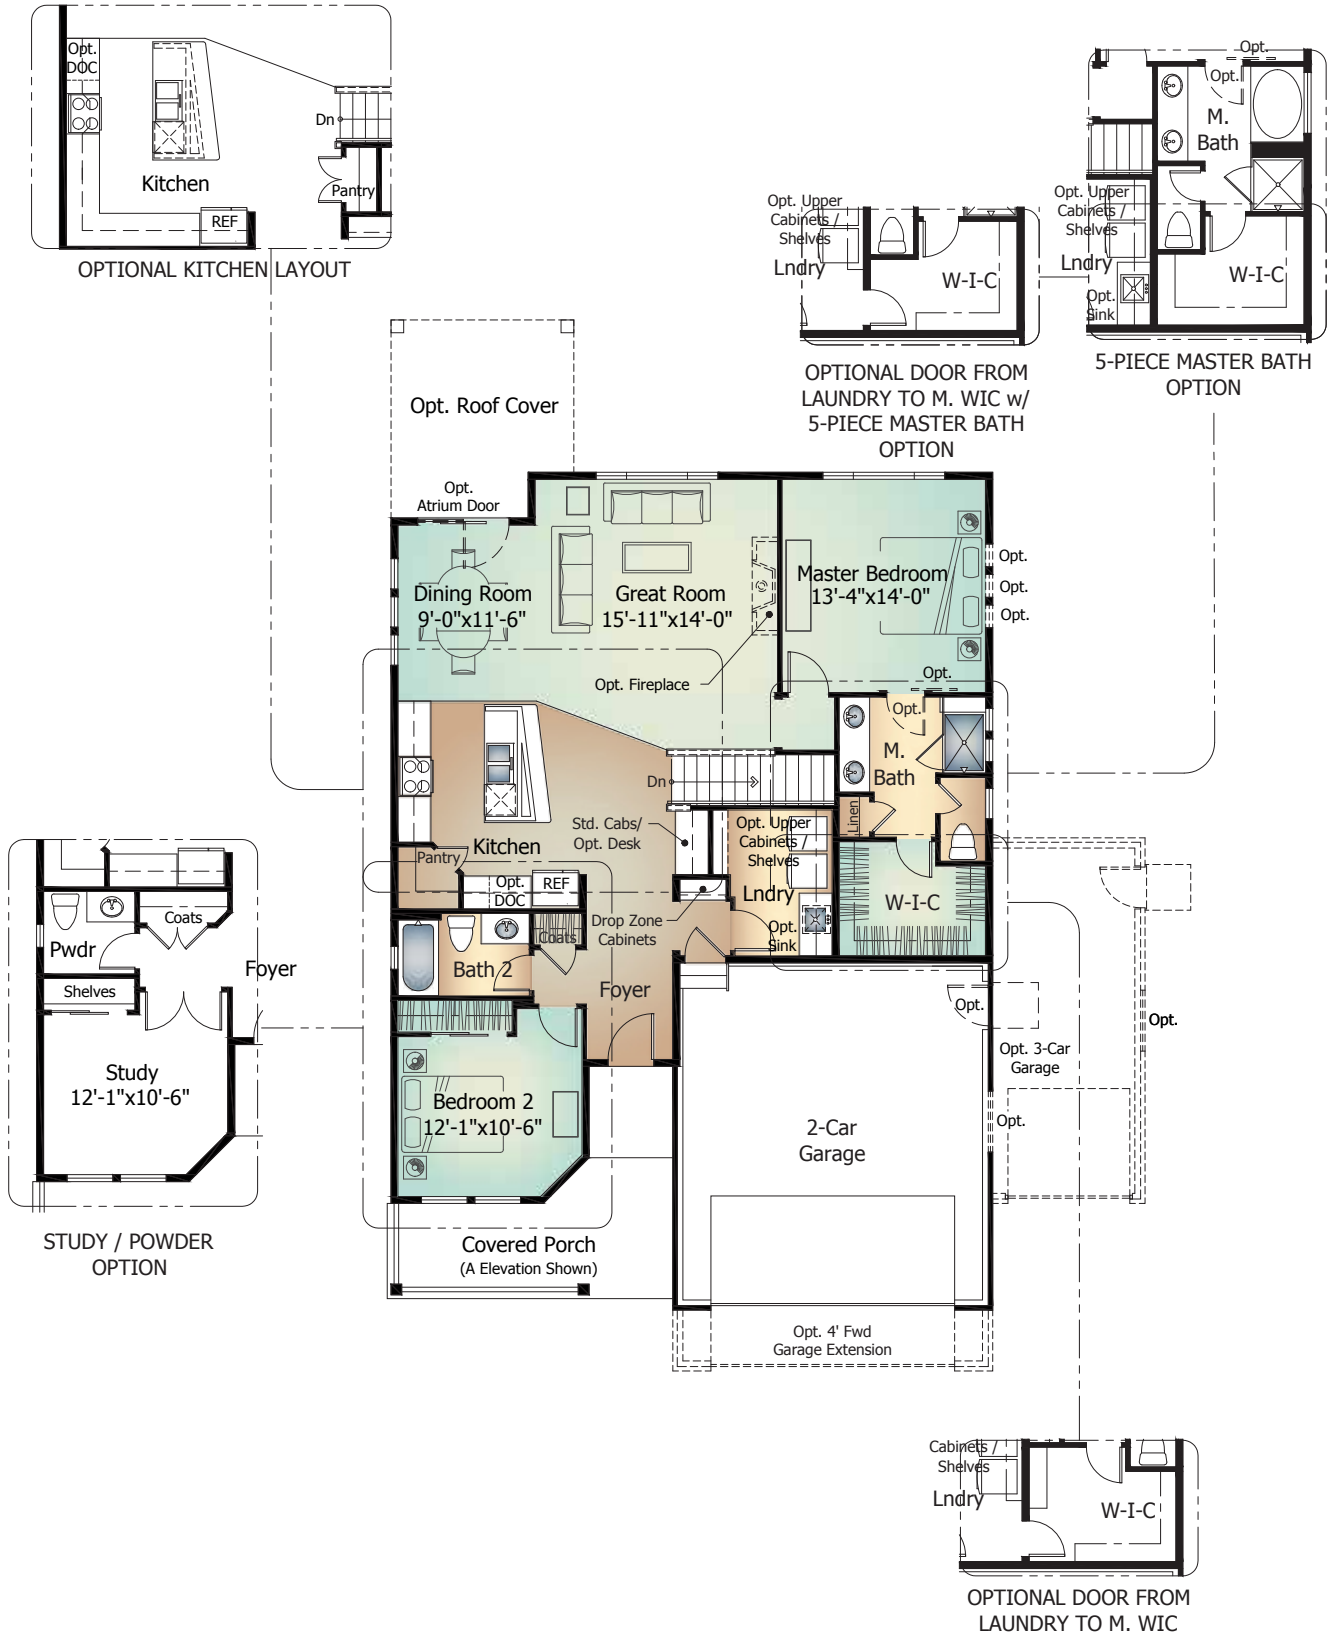 Opt.
DOC
Kitchen
REF
Dn
Pantry
OPTIONAL KITCHEN LAYOUT
Opt. Upper
Cabinets /
Shelves
Lndry
W-I-C
OPTIONAL DOOR FROM
LAUNDRY TO M. WIC w/
5-PIECE MASTER BATH
OPTION
Opt.
Opt.
M.
Bath
Opt. Upper
Cabinets /
Shelves
Lndry
Opt.
Sink
W-I-C
5-PIECE MASTER BATH
OPTION
Opt. Roof Cover
Opt.
Atrium Door
Dining Room
9'-0"x11'-6"
Great Room
15'-11"x14'-0"
Opt. Fireplace
Master Bedroom
13'-4"x14'-0"
Opt.
Opt.
Opt.
Opt.
Opt.
M.
Bath
Linen
W-I-C
Dn
Std. Cabs/
Opt. Desk
Kitchen
Pantry
Opt.
DOC
REF
Opt. Upper
Cabinets /
Shelves
Lndry
Opt.
Sink
Drop Zone
Cabinets
Coats
Bath 2
Foyer
Bedroom 2
12'-1"x10'-6"
2-Car
Garage
Opt.
Opt. 3-Car
Garage
Opt.
Opt.
Covered Porch
(A Elevation Shown)
Opt. 4' Fwd
Garage Extension
Coats
Pwdr
Foyer
Shelves
Study
12'-1"x10'-6"
STUDY / POWDER
OPTION
Cabinets /
Shelves
Lndry
W-I-C
OPTIONAL DOOR FROM
LAUNDRY TO M. WIC